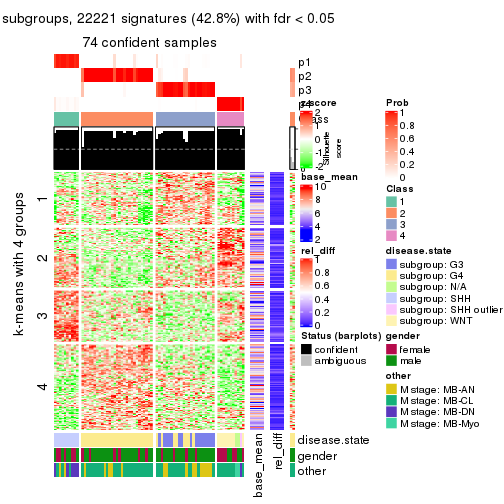 subgroups, 22221 signatures (42.8%) with fdr < 0.05
74 confident samples
p1
p2
p3
p4
Class
Silhouette
score
k-means with 4 groups
1
2
3
4
base_mean
rel_diff
disease.state
gender
other
z-score
2
1
0
-1
-2
base_mean
10
8
6
4
2
rel_diff
1
0.8
0.6
0.4
0.2
0
Status (barplots)
confident
ambiguous
Prob
1
0.8
0.6
0.4
0.2
0
Class
1
2
3
4
disease.state
subgroup: G3
subgroup: G4
subgroup: N/A
subgroup: SHH
subgroup: SHH outlier
subgroup: WNT
gender
female
male
other
M stage: MB-AN
M stage: MB-CL
M stage: MB-DN
M stage: MB-Myo